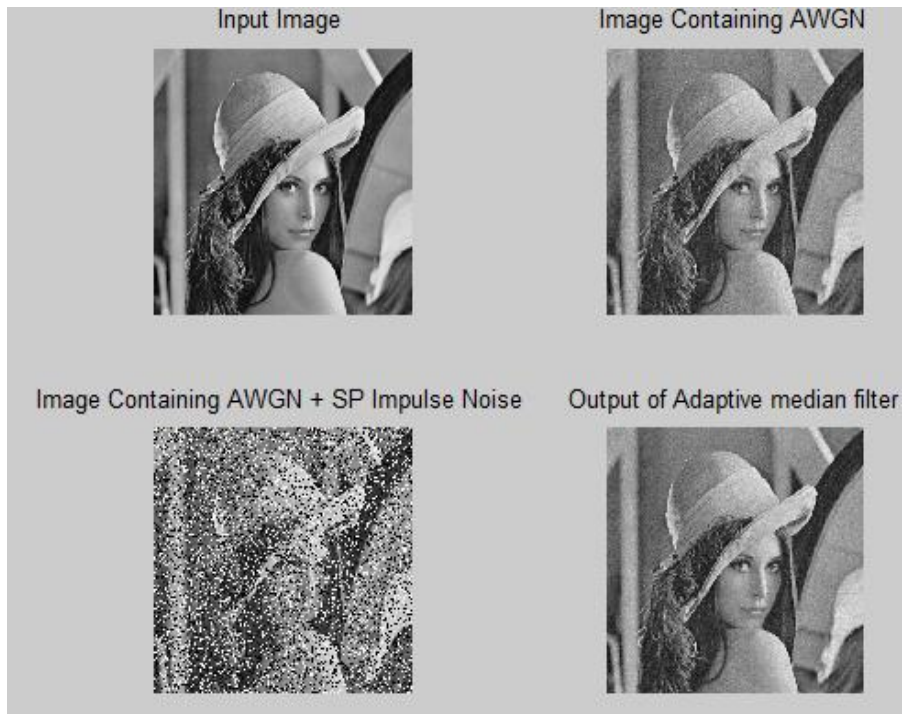 Input Image
Image Containing AWGN
Image Containing AWGN + SP Impulse Noise
Output of Adaptive median filter